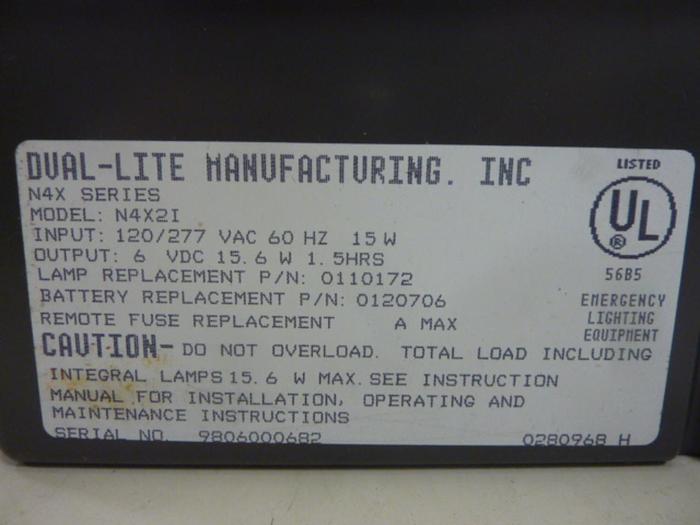 DUAL-LITE MANUFACTURING. INC
N4X SERIES
MODEL: N4X2I
INPUT: 120/277 VAC 60 HZ 15 W
OUTPUT: 6 VDC 15.6 W 1.5HRS
LAMP REPLACEMENT P/N: 0110172
BATTERY REPLACEMENT P/N: 0120706
REMOTE FUSE REPLACEMENT A MAX
CAUTION- DO NOT OVERLOAD. TOTAL LOAD INCLUDING
INTEGRAL LAMPS 15.6 W MAX. SEE INSTRUCTION
MANUAL FOR INSTALLATION, OPERATING AND
MAINTENANCE INSTRUCTIONS
SERIAL NO. 9806000682 0280968 H
LISTED
UL
®
56B5
EMERGENCY
LIGHTING
EQUIPMENT